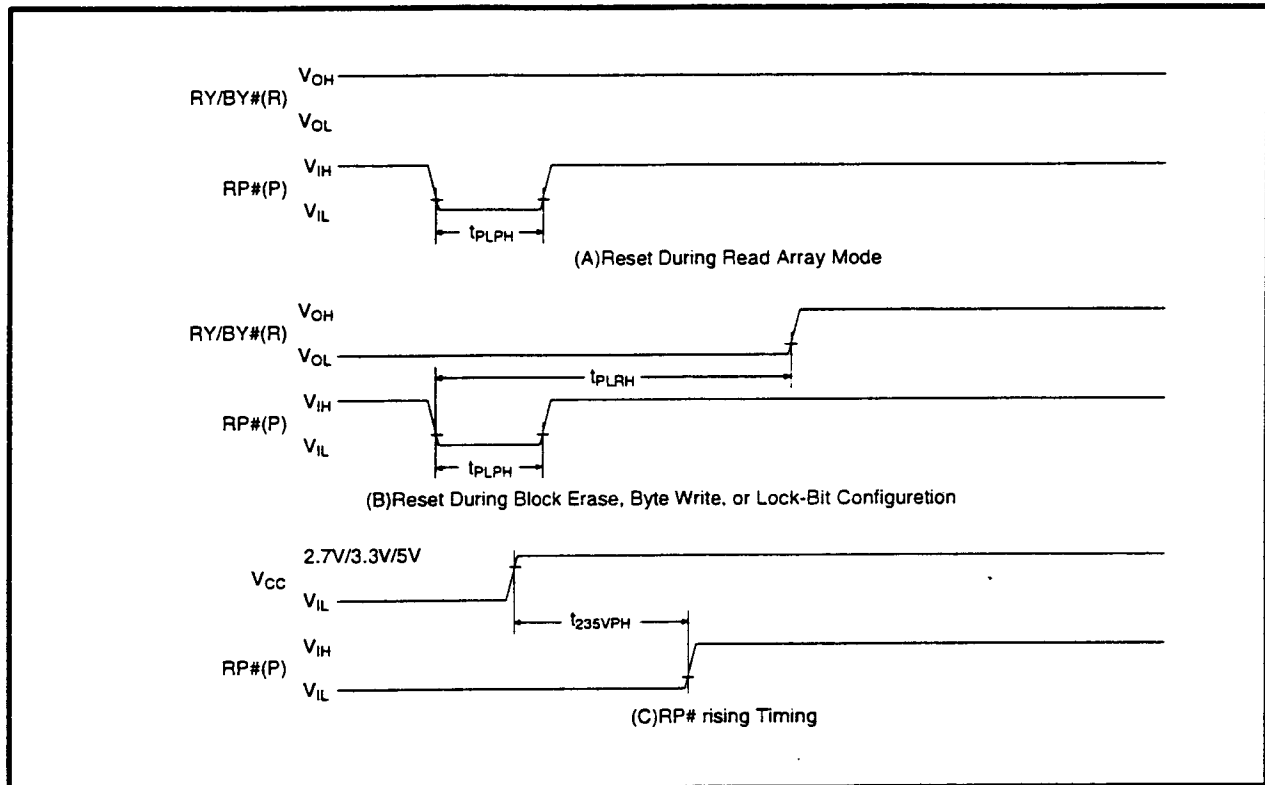 VOH
RY/BY#(R)
VOL
VIH
RP#(P)
VIL
tPLPH
(A)Reset During Read Array Mode
VOH
RY/BY#(R)
VOL
tPLRH
VIH
RP#(P)
VIL
tPLPH
(B)Reset During Block Erase, Byte Write, or Lock-Bit Configuretion
2.7V/3.3V/5V
VCC
VIL
t235VPH
VIH
RP#(P)
VIL
(C)RP# rising Timing